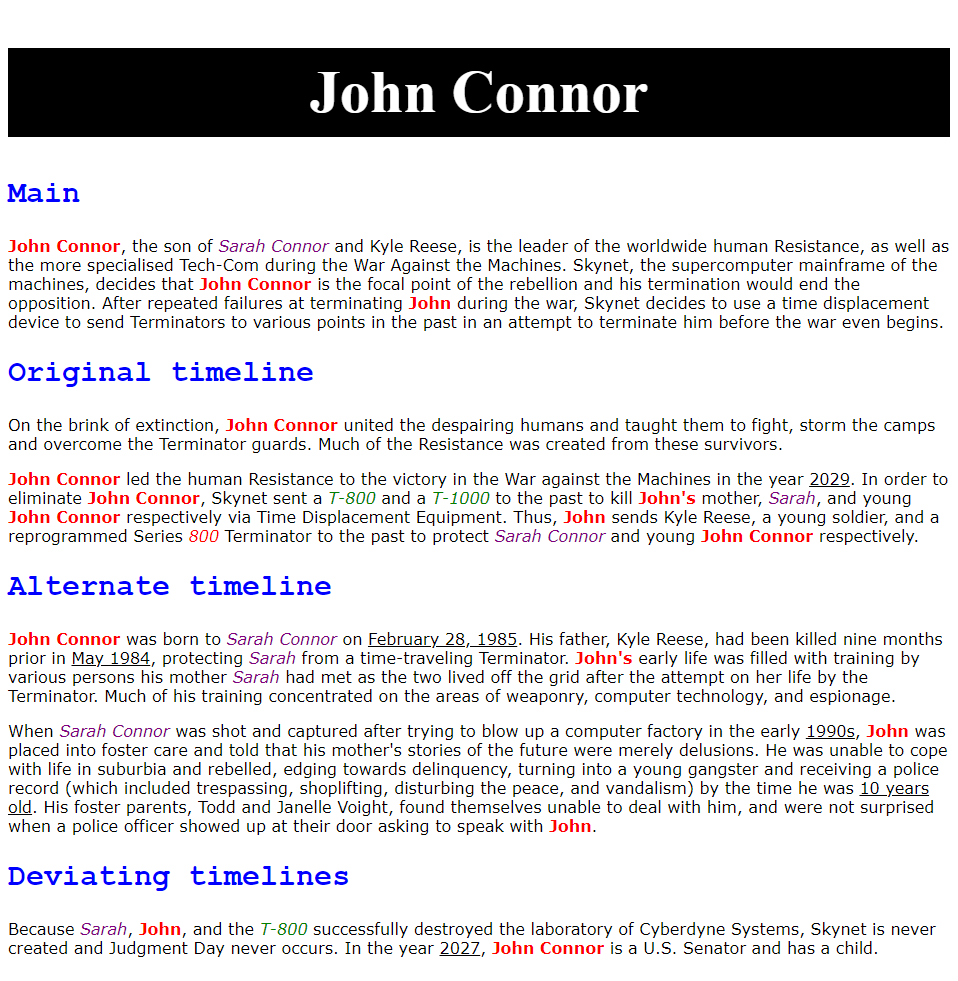 John Connor
Main
John Connor, the son of Sarah Connor and Kyle Reese, is the leader of the worldwide human Resistance, as well as
the more specialised Tech-Com during the War Against the Machines. Skynet, the supercomputer mainframe of the
machines, decides that John Connor is the focal point of the rebellion and his termination would end the
opposition. After repeated failures at terminating John during the war, Skynet decides to use a time displacement
device to send Terminators to various points in the past in an attempt to terminate him before the war even begins.
Original timeline
On the brink of extinction, John Connor united the despairing humans and taught them to fight, storm the camps
and overcome the Terminator guards. Much of the Resistance was created from these survivors.
John Connor led the human Resistance to the victory in the War against the Machines in the year 2029. In order to
eliminate John Connor, Skynet sent a T-800 and a T-1000 to the past to kill John's mother, Sarah, and young
John Connor respectively via Time Displacement Equipment. Thus, John sends Kyle Reese, a young soldier, and a
reprogrammed Series 800 Terminator to the past to protect Sarah Connor and young John Connor respectively.
Alternate timeline
John Connor was born to Sarah Connor on February 28, 1985. His father, Kyle Reese, had been killed nine months
prior in May 1984, protecting Sarah from a time-traveling Terminator. John's early life was filled with training by
various persons his mother Sarah had met as the two lived off the grid after the attempt on her life by the
Terminator. Much of his training concentrated on the areas of weaponry, computer technology, and espionage.
When Sarah Connor was shot and captured after trying to blow up a computer factory in the early 1990s, John was
placed into foster care and told that his mother's stories of the future were merely delusions. He was unable to cope
with life in suburbia and rebelled, edging towards delinquency, turning into a young gangster and receiving a police
record (which included trespassing, shoplifting, disturbing the peace, and vandalism) by the time he was 10 years
old. His foster parents, Todd and Janelle Voight, found themselves unable to deal with him, and were not surprised
when a police officer showed up at their door asking to speak with John.
Deviating timelines
Because Sarah, John, and the T-800 successfully destroyed the laboratory of Cyberdyne Systems, Skynet is never
created and Judgment Day never occurs. In the year 2027, John Connor is a U.S. Senator and has a child.